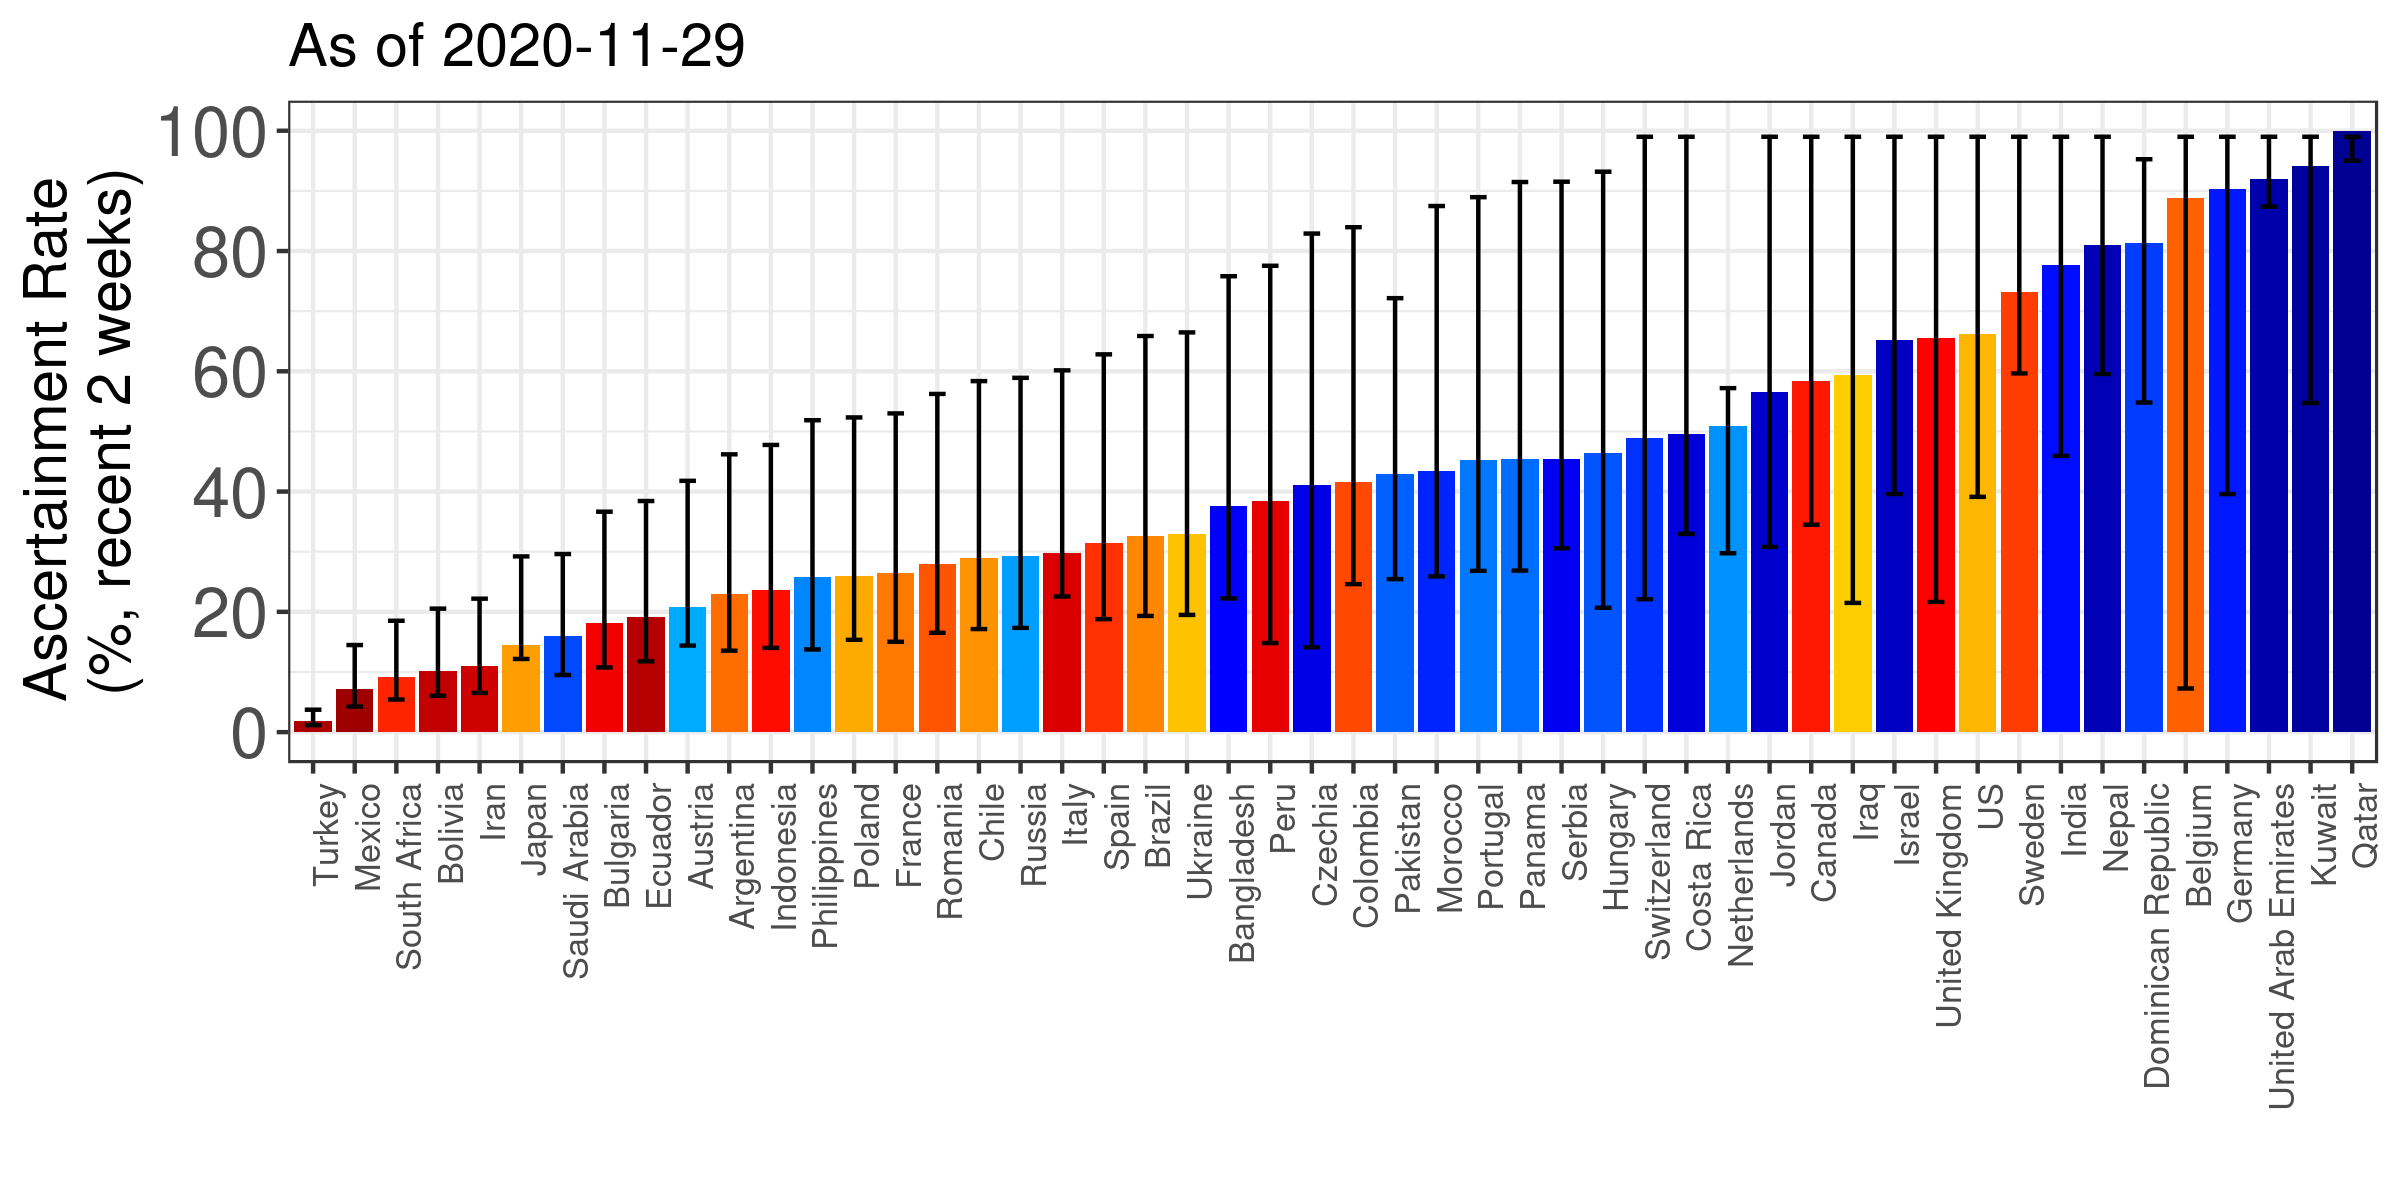 As of 2020-11-29
Ascertainment Rate
(%, recent 2 weeks)
100
80
60
40
20
0
Turkey
Mexico
South Africa
Bolivia
Iran
Japan
Saudi Arabia
Bulgaria
Ecuador
Austria
Argentina
Indonesia
Philippines
Poland
France
Romania
Chile
Russia
Italy
Spain
Brazil
Ukraine
Bangladesh
Peru
Czechia
Colombia
Pakistan
Morocco
Portugal
Panama
Serbia
Hungary
Switzerland
Costa Rica
Netherlands
Jordan
Canada
Iraq
Israel
United Kingdom
US
Sweden
India
Nepal
Dominican Republic
Belgium
Germany
United Arab Emirates
Kuwait
Qatar